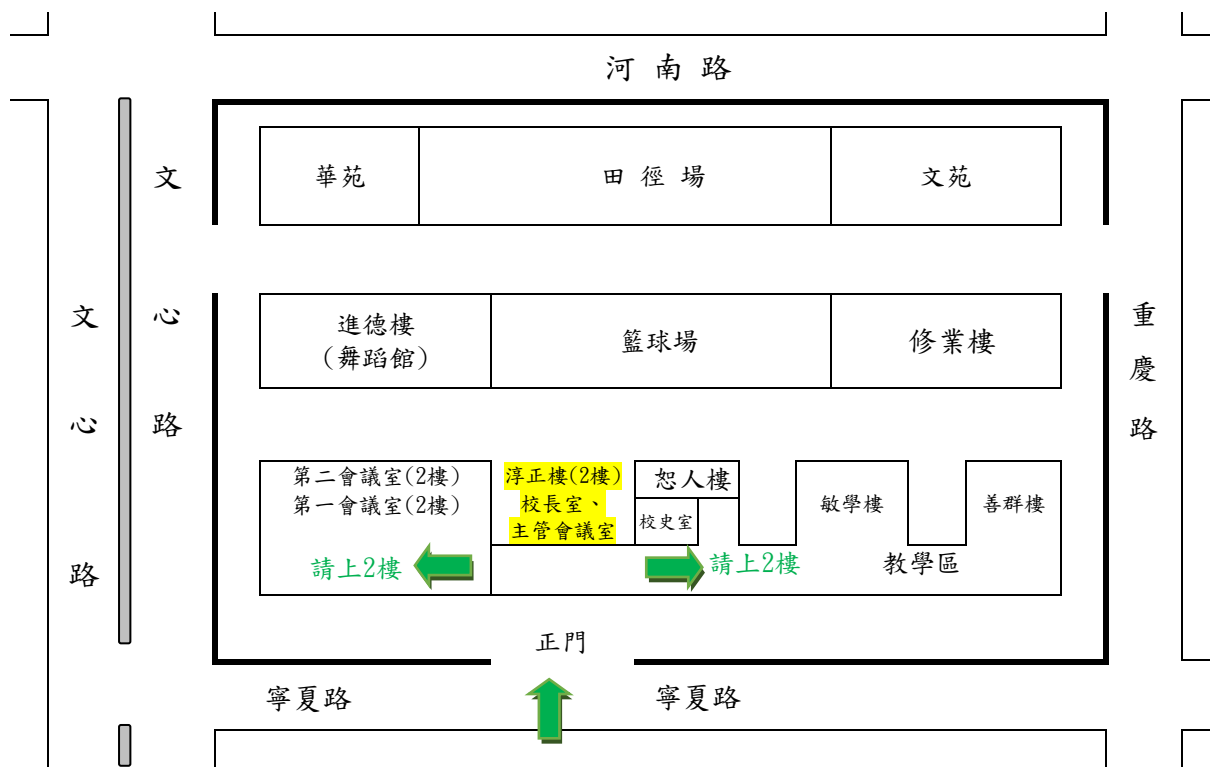 河南路
文心路
文心路
重慶路
華苑
田徑場
文苑
進德樓
(舞蹈館)
籃球場
修業樓
第二會議室(2樓)
第一會議室(2樓)
請上2樓
淳正樓(2樓)
校長室、
主管會議室
恕人樓
校史室
請上2樓
敏學樓
善群樓
教學區
正門
寧夏路
寧夏路